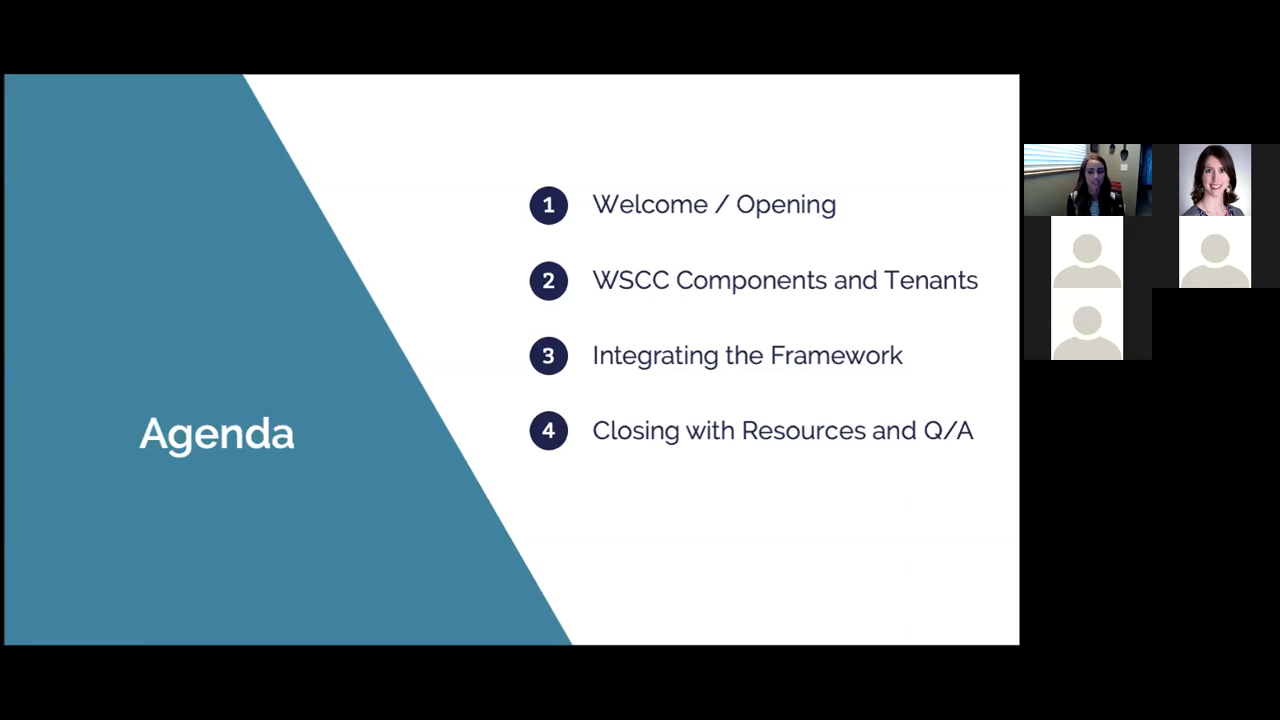 Agenda
1 Welcome / Opening
2 WSCC Components and Tenants
3 Integrating the Framework
4 Closing with Resources and Q/A